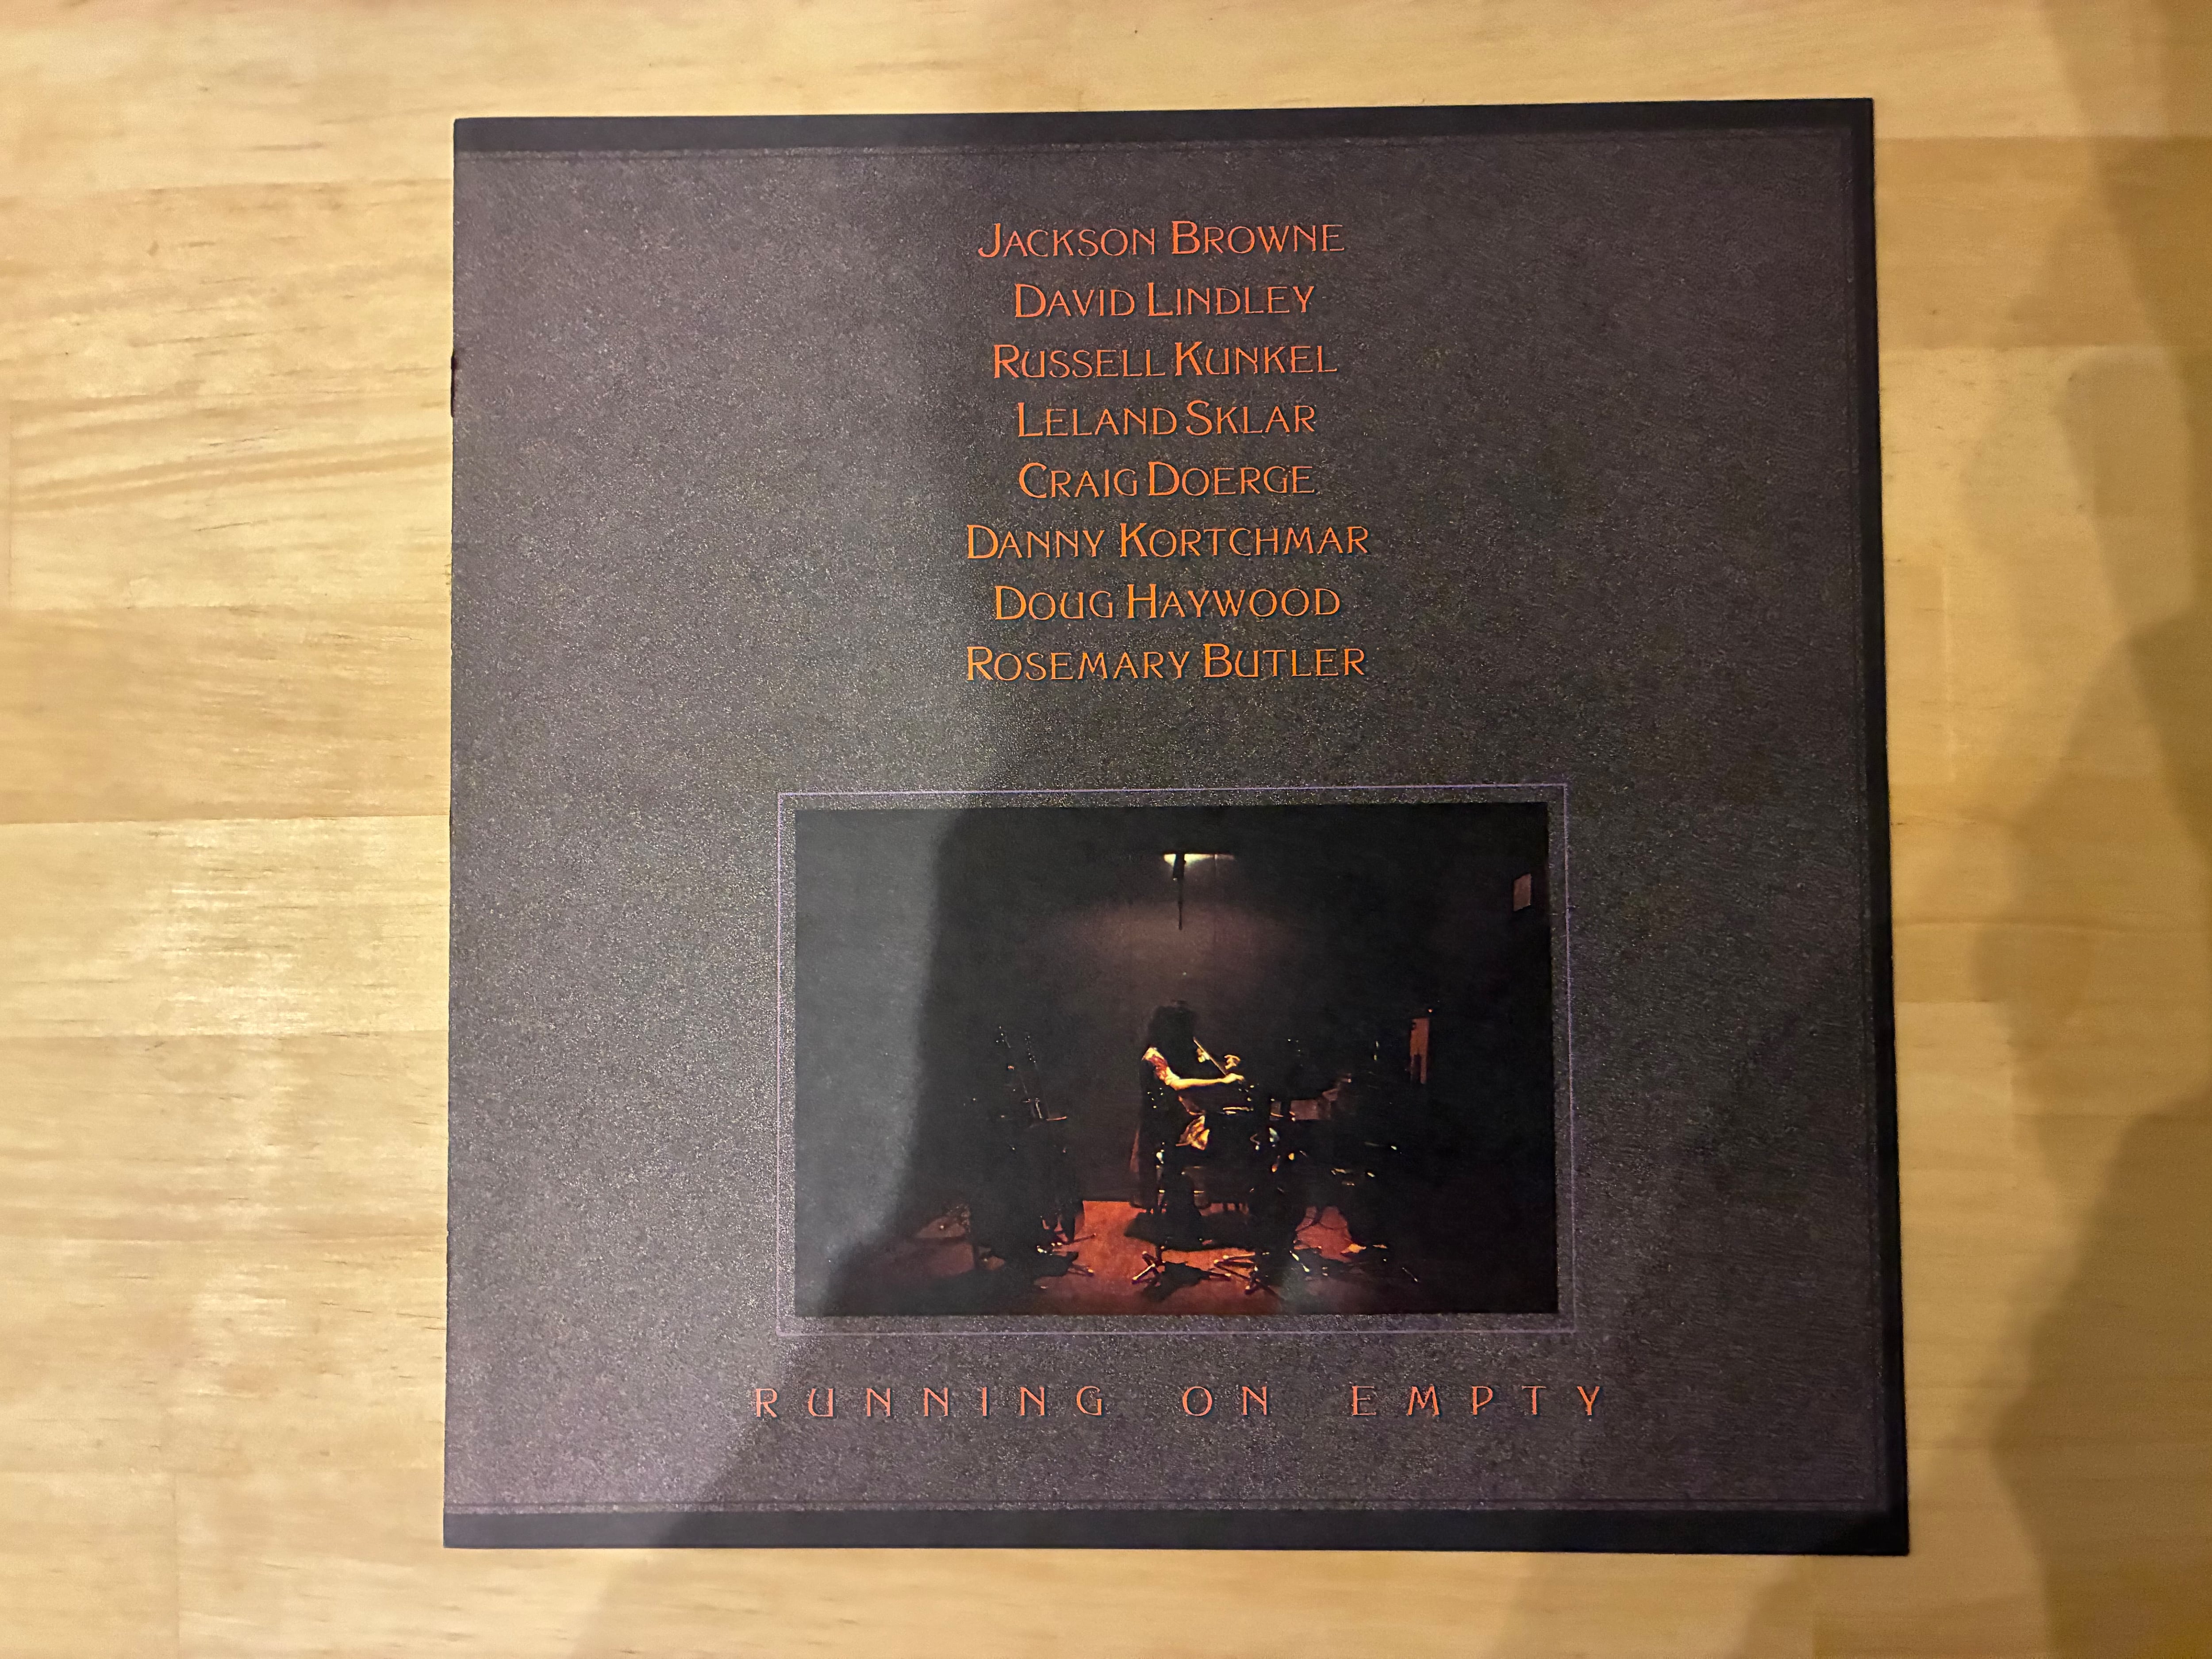 Jackson Browne
David Lindley
Russell Kunkel
Leland Sklar
Craig Doerge
Danny Kortchmar
Doug Haywood
Rosemary Butler
RUNNING ON EMPTY